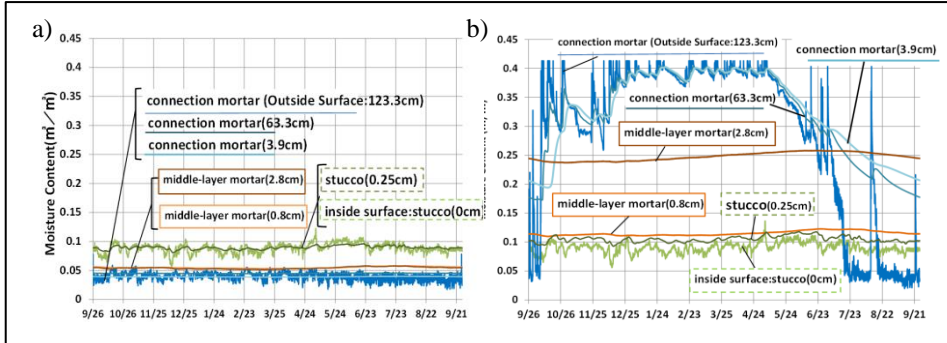 a)
Moisture Content(㎥/㎥)
0.45
0.4
0.35
0.3
0.25
0.2
0.15
0.1
0.05
0
connection mortar (Outside Surface:123.3cm)
connection mortar(63.3cm)
connection mortar(3.9cm)
middle-layer mortar(2.8cm)
stucco(0.25cm)
middle-layer mortar(0.8cm)
inside surface:stucco(0cm)
9/26 10/26 11/25 12/25 1/24 2/23 3/25 4/24 5/24 6/23 7/23 8/22 9/21
b)
0.45
0.4
0.35
0.3
0.25
0.2
0.15
0.1
0.05
0
connection mortar (Outside Surface:123.3cm)
connection mortar(3.9cm)
connection mortar(63.3cm)
middle-layer mortar(2.8cm)
middle-layer mortar(0.8cm)
stucco(0.25cm)
inside surface:stucco(0cm)
9/26 10/26 11/25 12/25 1/24 2/23 3/25 4/24 5/24 6/23 7/23 8/22 9/21